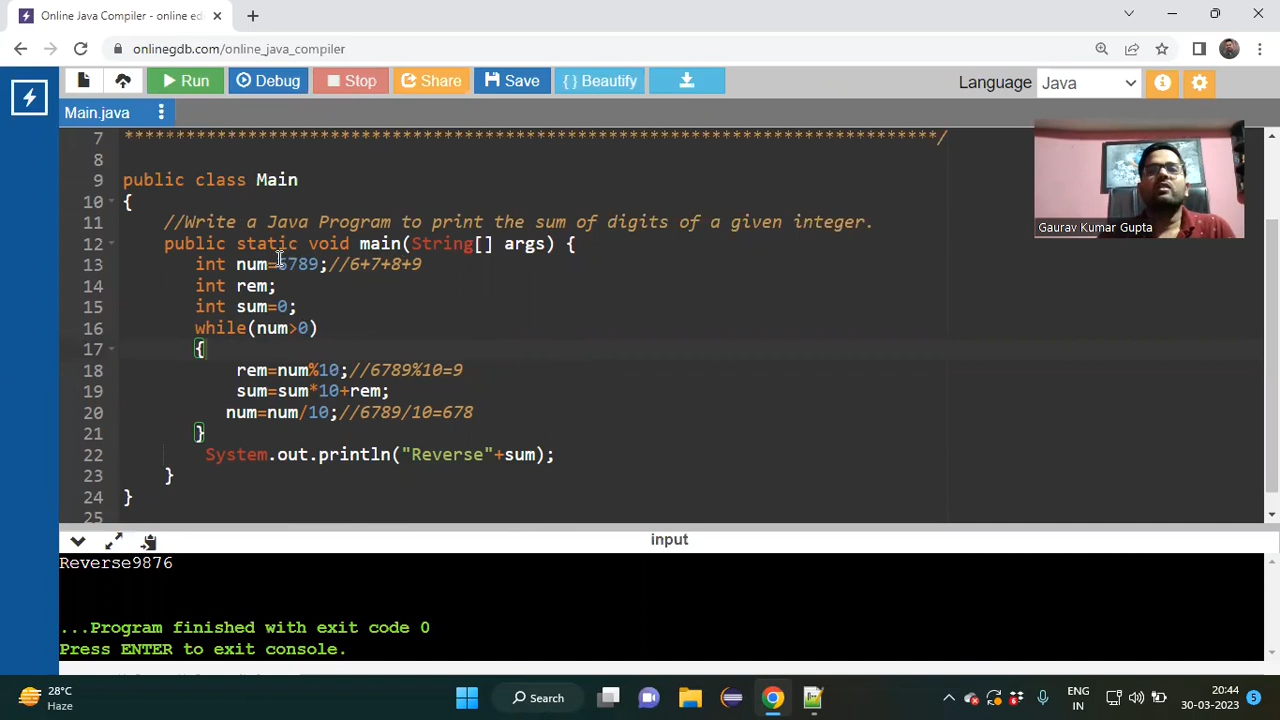 Online Java Compiler - online edi
onlinegdb.com/online_java_compiler
Run Debug Stop Share Save { } Beautify Language Java
Main.java
7 ******************************************************************************/
8
9 public class Main
10 {
11 //Write a Java Program to print the sum of digits of a given integer.
12 public static void main(String[] args) {
13 int num=6789;//6+7+8+9
14 int rem;
15 int sum=0;
16 while(num>0)
17 {
18 rem=num%10;//6789%10=9
19 sum=sum*10+rem;
20 num=num/10;//6789/10=678
21 }
22 System.out.println("Reverse"+sum);
23 }
24 }
25
Gaurav Kumar Gupta
input
Reverse9876
...Program finished with exit code 0
Press ENTER to exit console.
28°C
Haze
Search
ENG
IN
20:44
30-03-2023
5